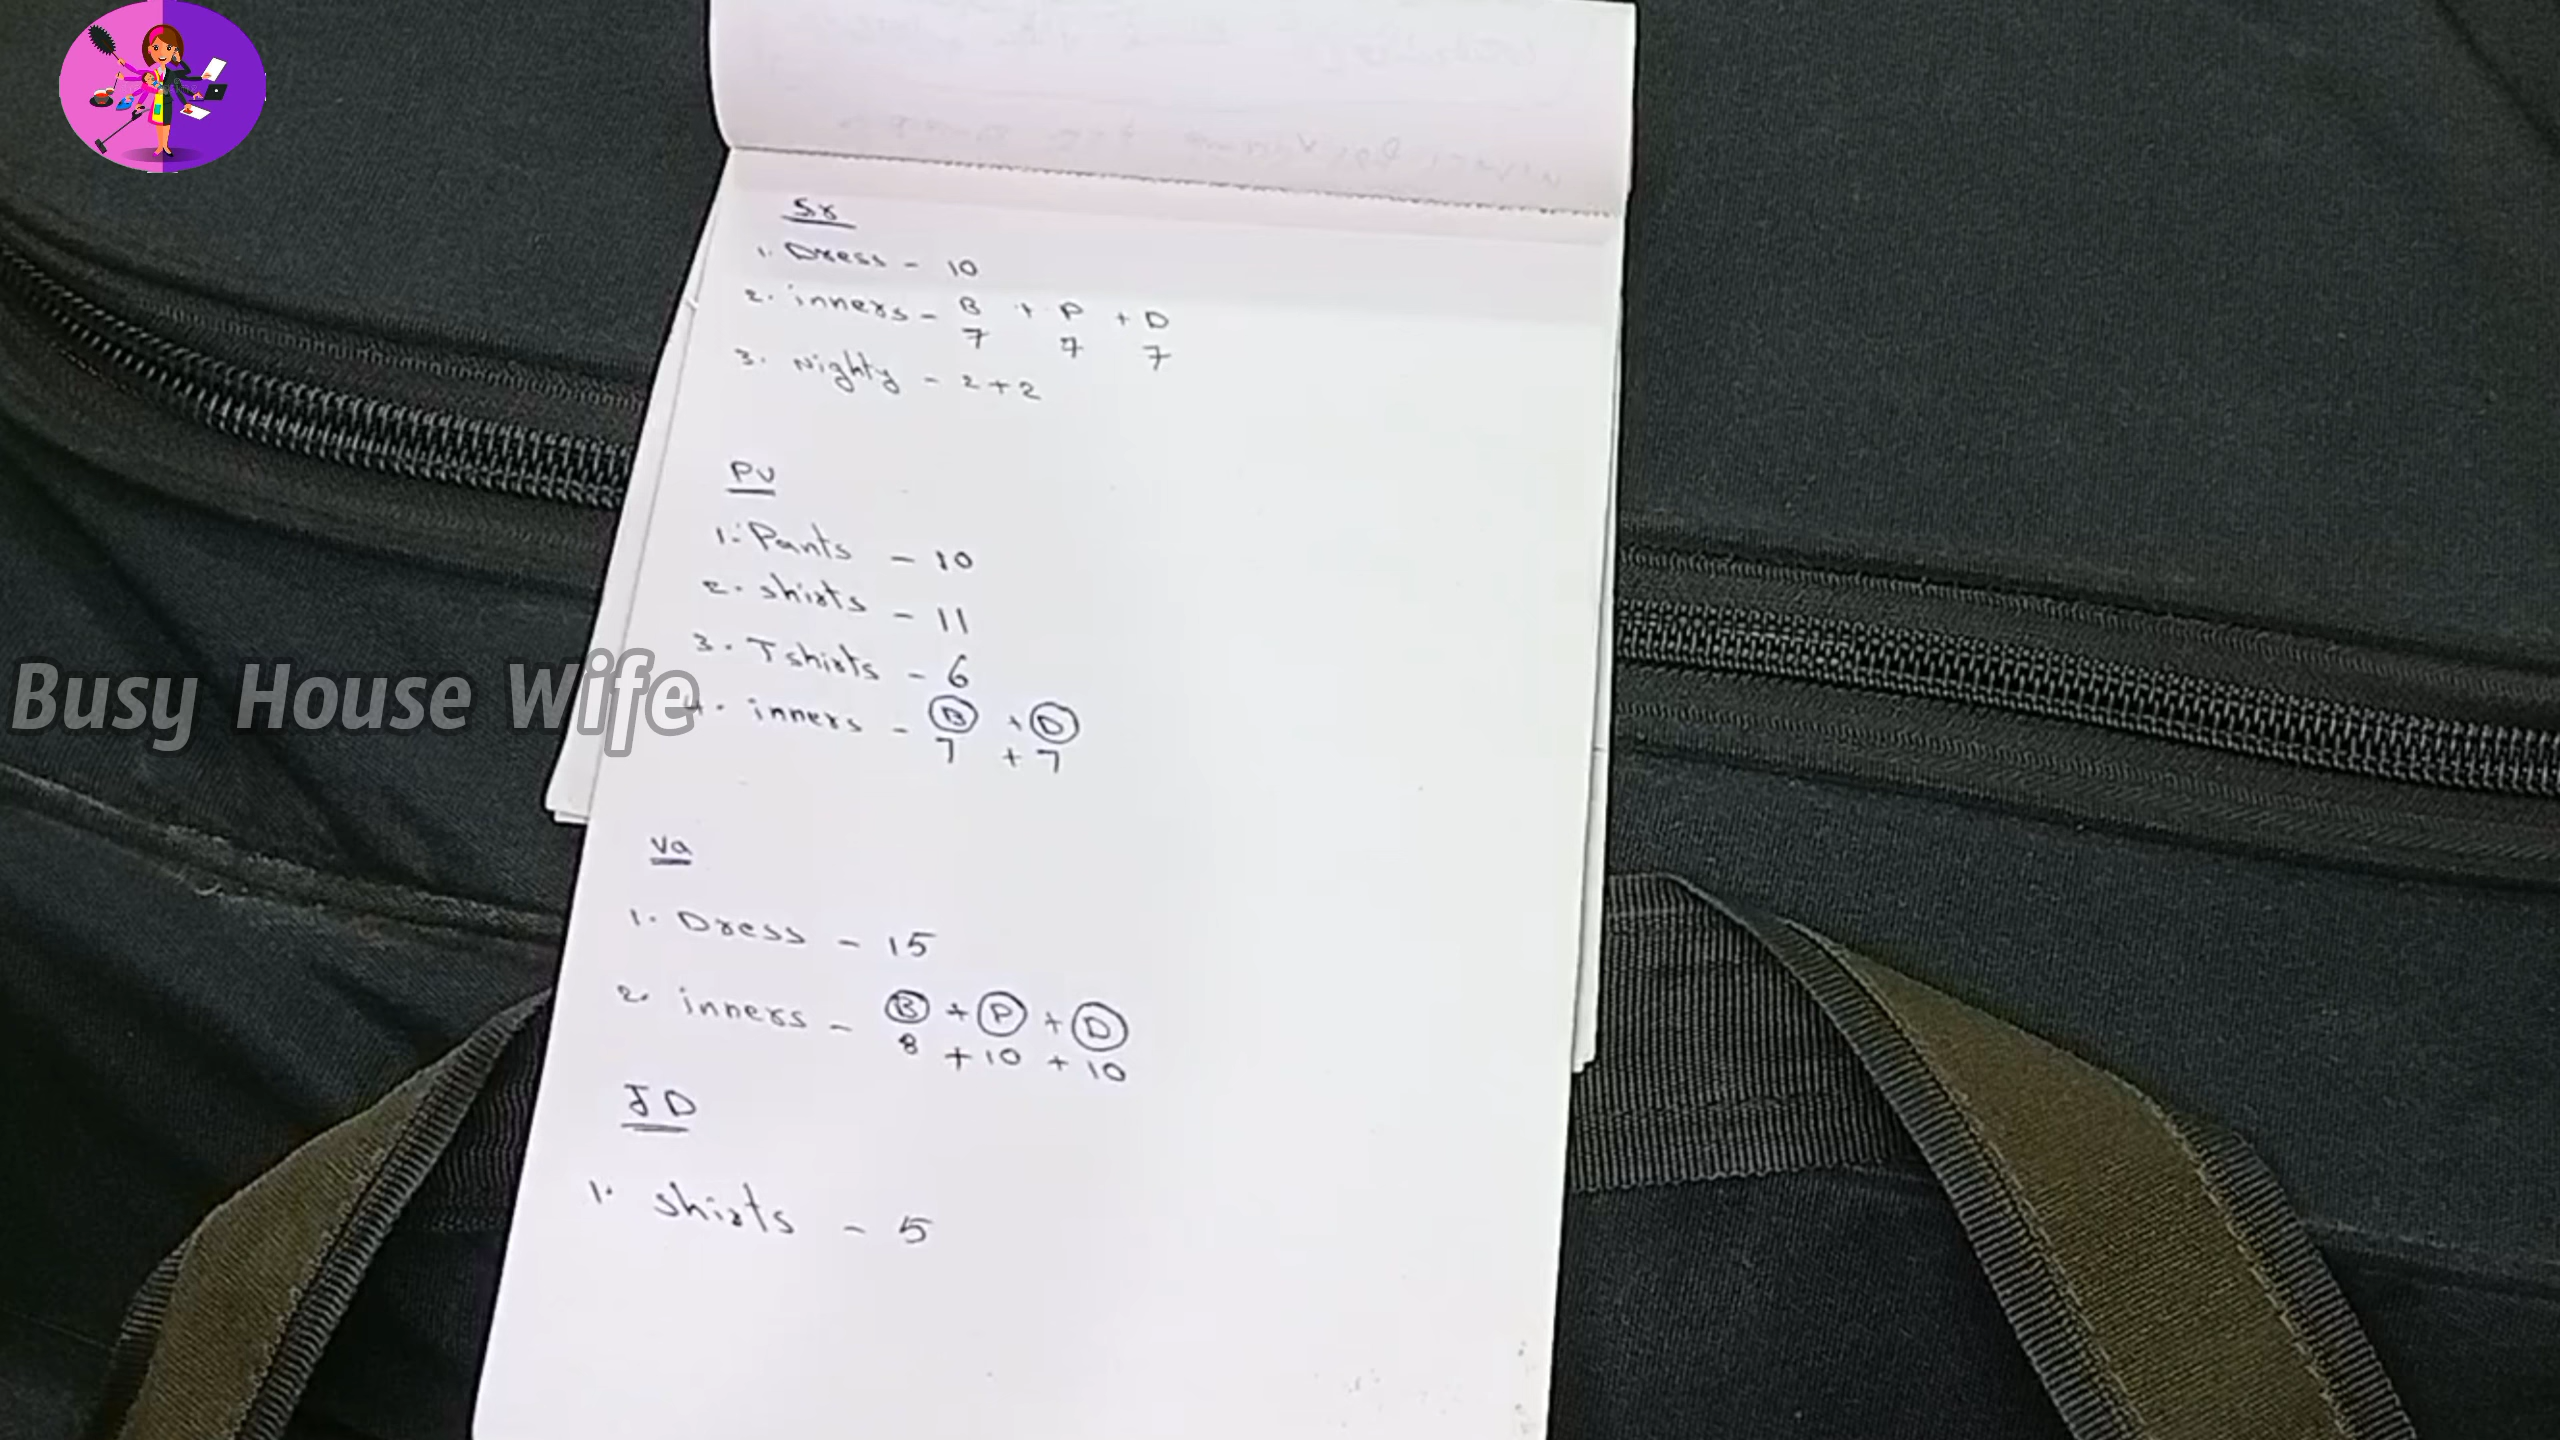 Sr
1. Dress - 10
2. inners - B + P + D
7 7 7
3. Nighty - 2+2
PV
1. Pants - 10
2. shirts - 11
3. Tshirts - 6
4. inners - B + D
7 + 7
Va
1. Dress - 15
2. inners - B + P + D
8 + 10 + 10
JD
1. shirts - 5
Busy House Wife